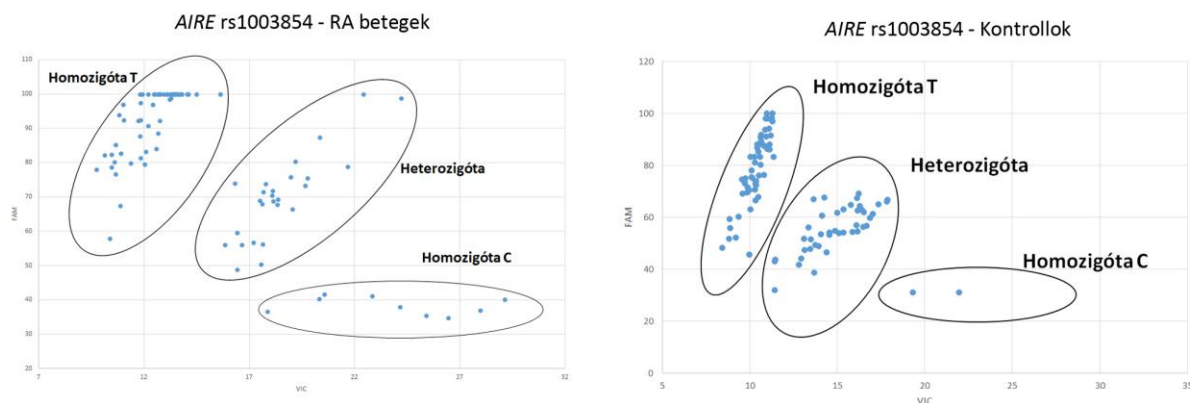 AIRE rs1003854 - RA betegek
110
100
90
80
70
60
50
40
30
20
FAM
7
12
17
22
27
32
VIC
Homozigóta T
Heterozigóta
Homozigóta C
AIRE rs1003854 - Kontrollok
120
100
80
60
40
20
0
FAM
5
10
15
20
25
30
35
VIC
Homozigóta T
Heterozigóta
Homozigóta C